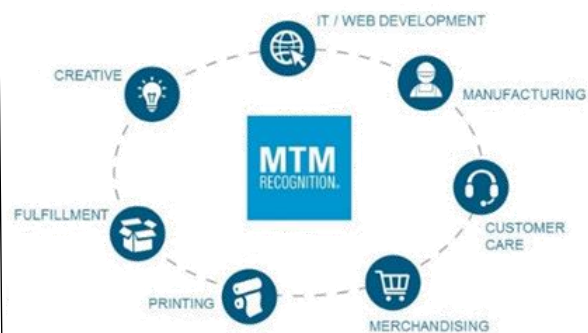 IT / WEB DEVELOPMENT
CREATIVE
MANUFACTURING
MTM
RECOGNITION.
FULFILLMENT
CUSTOMER
CARE
PRINTING
MERCHANDISING